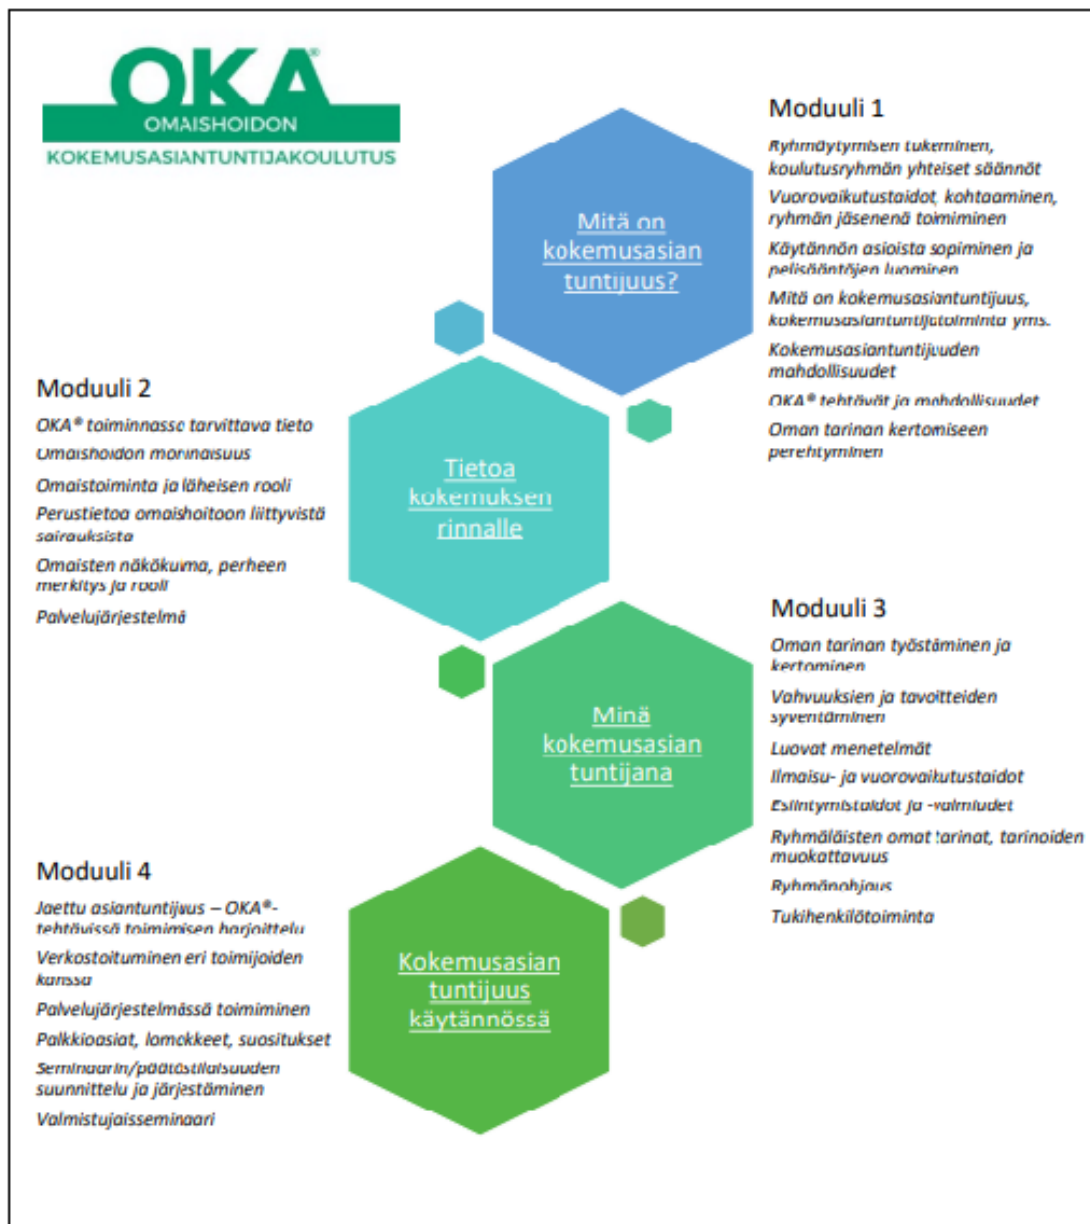 OKA®
OMAISHOIDON
KOKEMUSASIANTUNTIJAKOULUTUS
Moduuli 1
Ryhmäytymisen tukeminen,
koulutusryhmän yhteiset säännöt
Vuorovaikutustaidot, kohtaaminen,
ryhmän jäsenenä toimiminen
Käytännön asioista sopiminen ja
pelisääntöjen luominen
Mitä on kokemusasiantuntijuus,
kokemusasiantuntijatoiminta yms.
Kokemusasiantuntijuuden
mahdollisuudet
OKA® tehtävät ja mahdollisuudet
Oman tarinan kertomiseen
perehtyminen
Mitä on
kokemusasian
tuntijuus?
Moduuli 2
OKA® toiminnassa tarvittava tieto
Omaishoidon moninaisuus
Omaistoiminta ja läheisen rooli
Perustietoa omaishoitoon liittyvistä
sairauksista
Omaisten näkökulma, perheen
merkitys ja rooli
Palvelujärjestelmä
Tietoa
kokemuksen
rinnalle
Moduuli 3
Oman tarinan työstäminen ja
kertominen
Vahvuuksien ja tavoitteiden
syventäminen
Luovat menetelmät
Ilmaisu- ja vuorovaikutustaidot
Esiintymistaidot ja -valmiudet
Ryhmäläisten omat tarinat, tarinoiden
muokattavuus
Ryhmänohjaus
Tukihenkilötoiminta
Minä
kokemusasian
tuntijana
Moduuli 4
Jaettu asiantuntijuus – OKA®-
tehtävissä toimimisen harjoittelu
Verkostoituminen eri toimijoiden
kanssa
Palvelujärjestelmässä toimiminen
Palkkioasiat, lomakkeet, suositukset
Seminaarin/päätöstilaisuuden
suunnittelu ja järjestäminen
Valmistujaisseminaari
Kokemusasian
tuntijuus
käytännössä